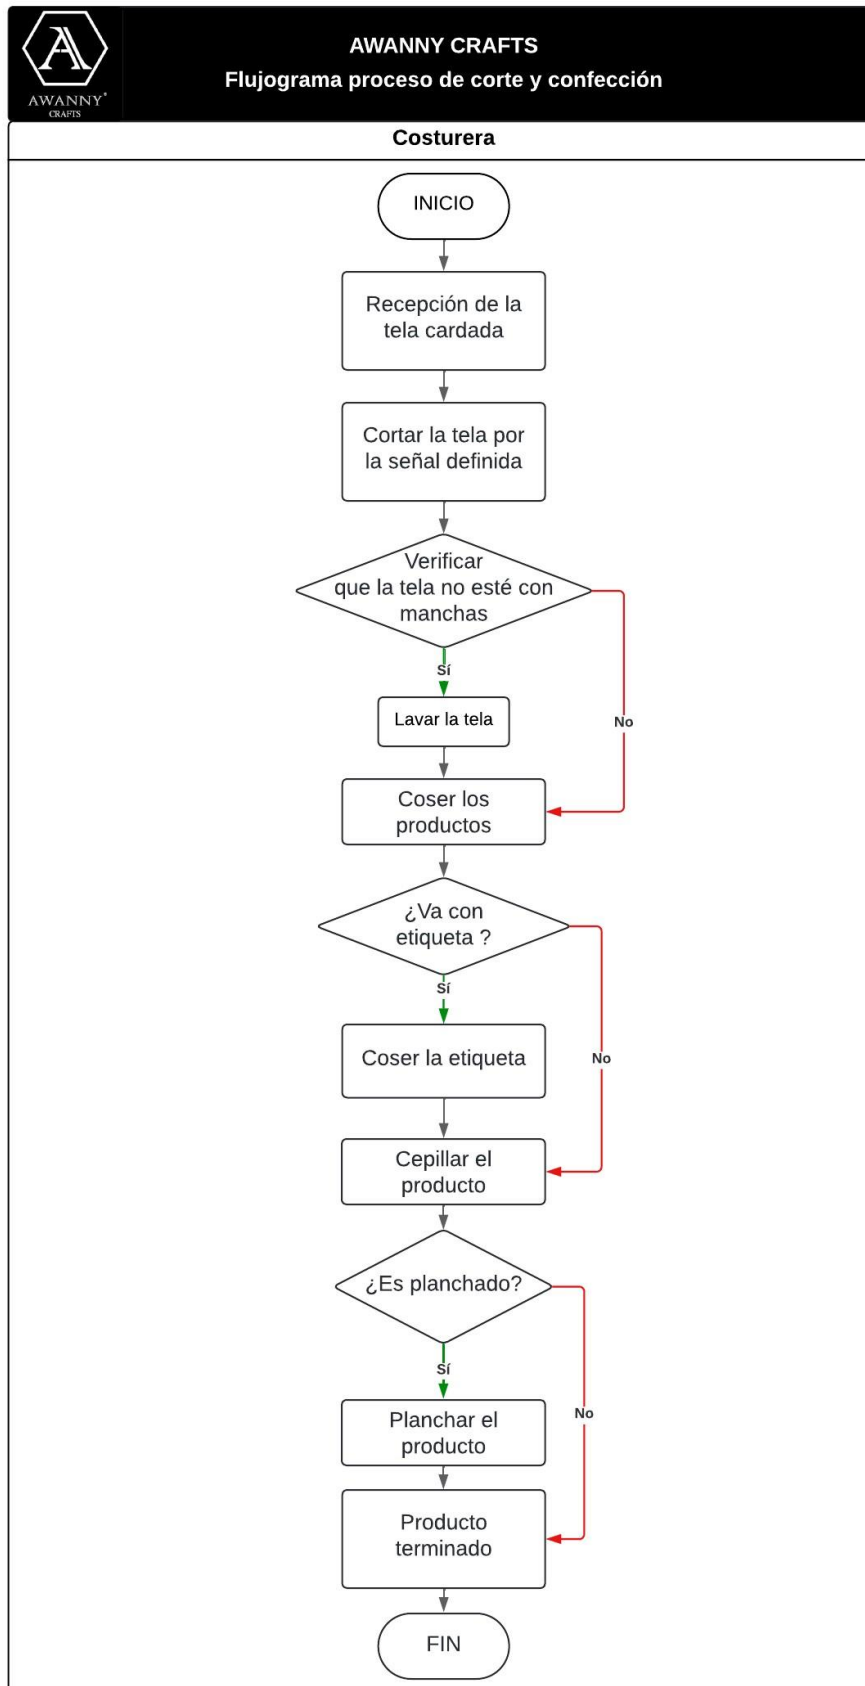 AWANNY CRAFTS
Flujograma proceso de corte y confección
A
AWANNY®
CRAFTS
Costurera
INICIO
Recepción de la
tela cardada
Cortar la tela por
la señal definida
Verificar
que la tela no esté con
manchas
Sí
Lavar la tela
No
Coser los
productos
¿Va con
etiqueta ?
Sí
Coser la etiqueta
No
Cepillar el
producto
¿Es planchado?
Sí
No
Planchar el
producto
Producto
terminado
FIN